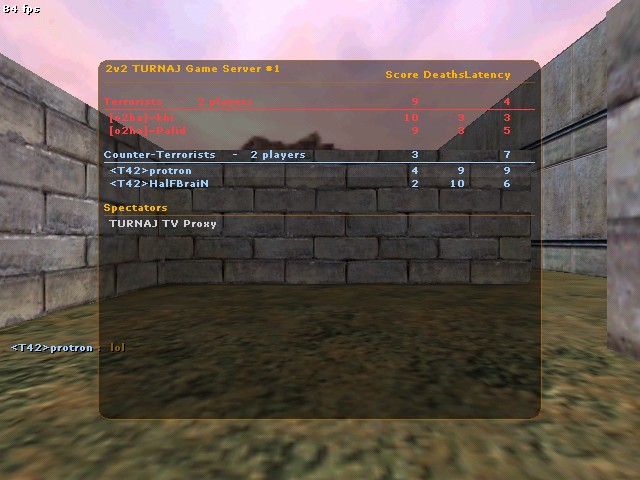 84 fps
2v2 TURNAJ Game Server #1
Score Deaths Latency
Terrorists - 2 players 9 4
10 3 3
9 3 5
Counter-Terrorists - 2 players 3 7
<T42>protron 4 9 9
<T42>HalFBraiN 2 10 6
Spectators
TURNAJ TV Proxy
<T42>protron : lol